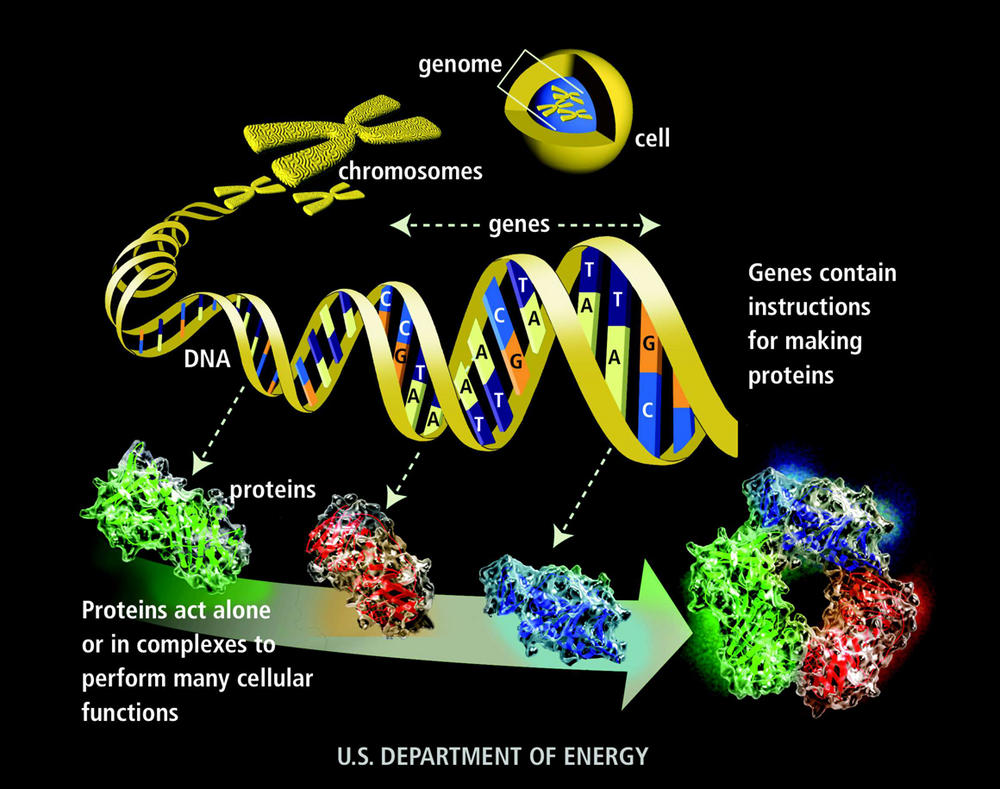 genome
cell
chromosomes
genes
Genes contain
instructions
for making
proteins
DNA
C
C
G
T
A
A
A
A
T
C
T
G
T
A
T
A
T
A
G
C
proteins
Proteins act alone
or in complexes to
perform many cellular
functions
U.S. DEPARTMENT OF ENERGY